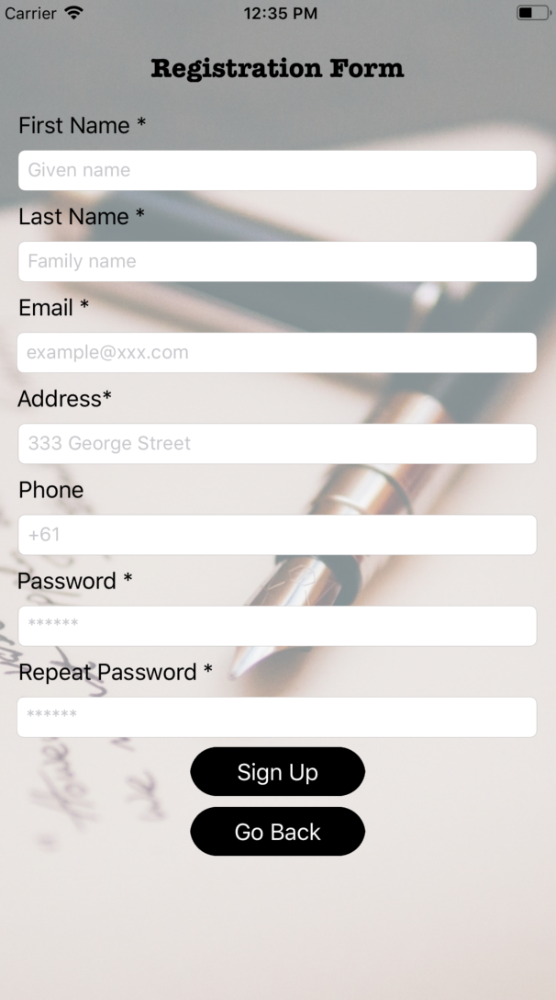 Carrier 12:35 PM
Registration Form
First Name *
Given name
Last Name *
Family name
Email *
example@xxx.com
Address*
333 George Street
Phone
+61
Password *
******
Repeat Password *
******
Sign Up
Go Back